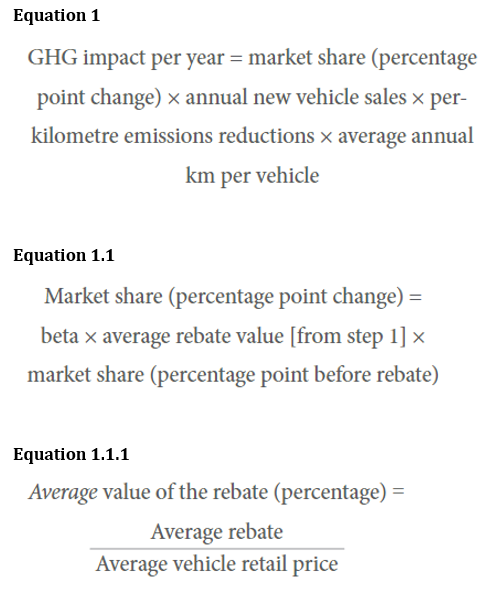 Equation 1
GHG impact per year = market share (percentage
point change) × annual new vehicle sales × per-
kilometre emissions reductions × average annual
km per vehicle
Equation 1.1
Market share (percentage point change) =
beta × average rebate value [from step 1] ×
market share (percentage point before rebate)
Equation 1.1.1
Average value of the rebate (percentage) =
Average rebate
Average vehicle retail price